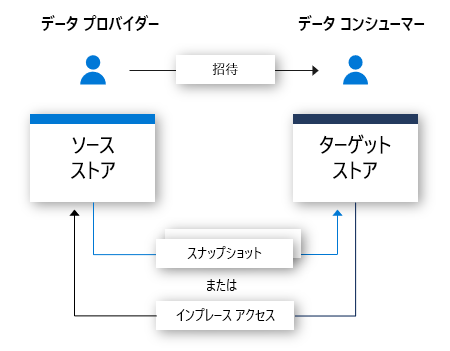 データ プロバイダー
データ コンシューマー
招待
ソース
ストア
ターゲット
ストア
スナップショット
または
インプレース アクセス